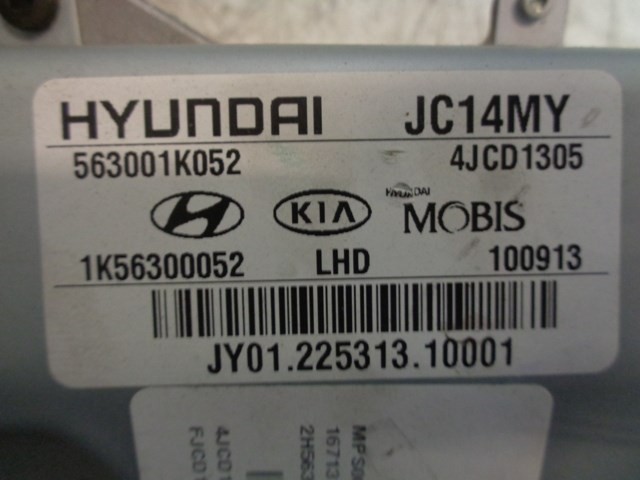 HYUNDAI JC14MY
563001K052 4JCD1305
KIA HYUNDAI MOBIS
1K56300052 LHD 100913
JY01.225313.10001